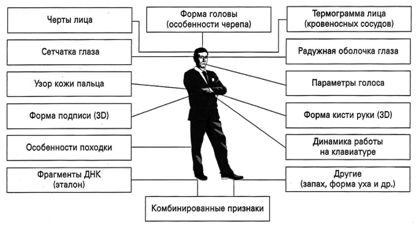 Черты лица
Форма головы
(особенности черепа)
Термограмма лица
(кровеносных сосудов)
Сетчатка глаза
Радужная оболочка глаза
Узор кожи пальца
Параметры голоса
Форма подписи (3D)
Форма кисти руки (3D)
Особенности походки
Динамика работы
на клавиатуре
Фрагменты ДНК
(эталон)
Другие
(запах, форма уха и др.)
Комбинированные признаки